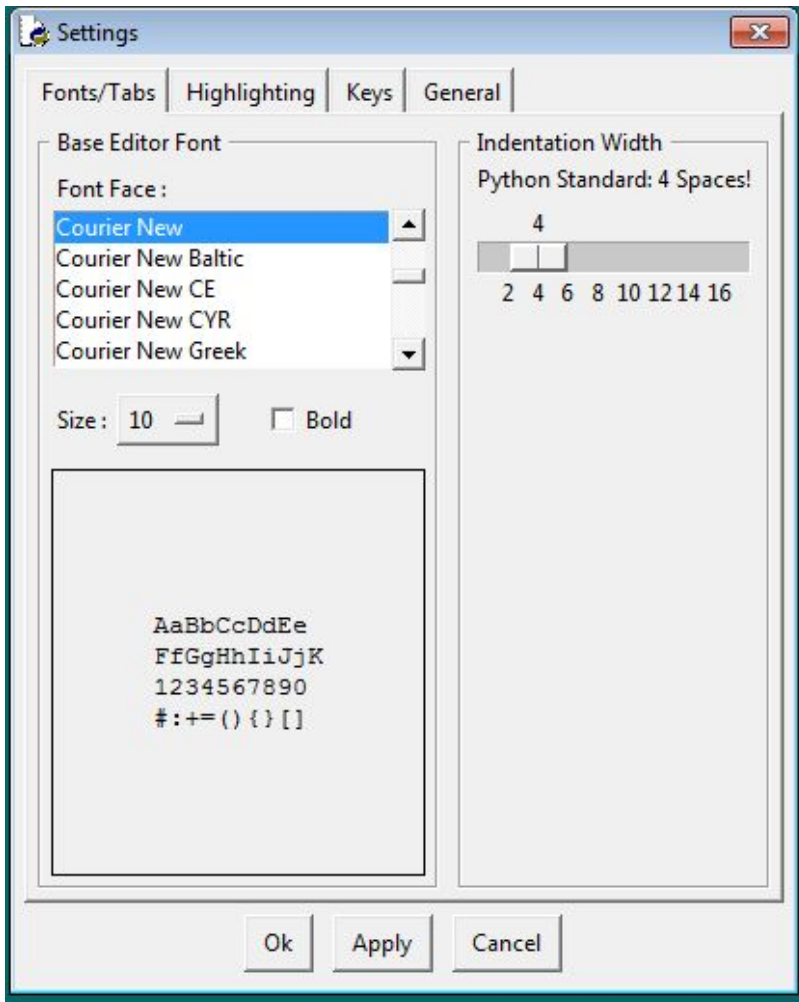 Settings
Fonts/Tabs Highlighting Keys General
Base Editor Font
Font Face :
Courier New
Courier New Baltic
Courier New CE
Courier New CYR
Courier New Greek
Size : 10 Bold
AaBbCcDdEe
FfGgHhIiJjK
1234567890
#:+=(){}[]
Indentation Width
Python Standard: 4 Spaces!
4
2 4 6 8 10 12 14 16
Ok Apply Cancel